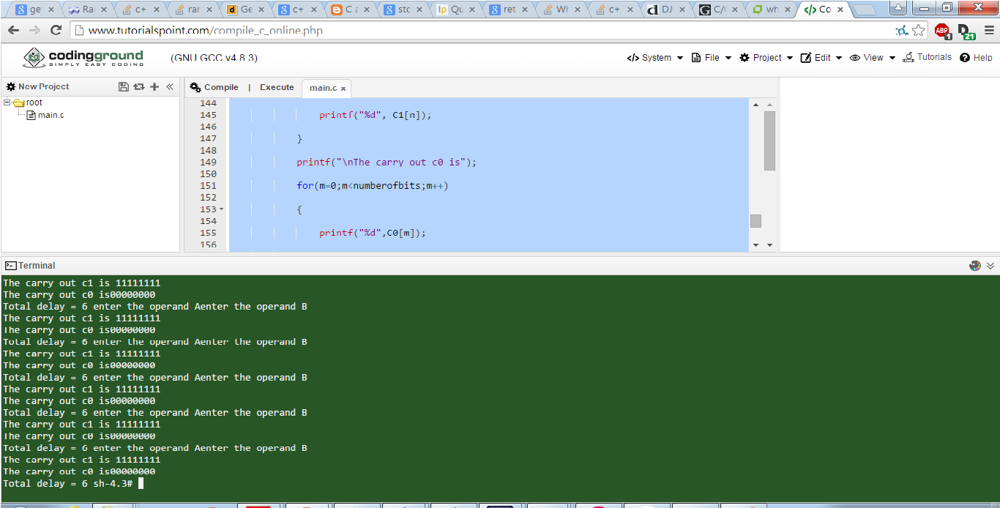 get Ra c+ rar Ge c+ C a sto Qu ret Wl c+ DJ C/ wh Co
www.tutorialspoint.com/compile_c_online.php
ABP 1 21
codingground (GNU GCC v4.8.3) System File Project Edit View Tutorials Help
SIMPLY EASY CODING
New Project
Compile | Execute main.c
root
main.c
144
145 printf("%d", C1[n]);
146
147 }
148
149 printf("\nThe carry out c0 is");
150
151 for(m=0;m<numberofbits;m++)
152
153 {
154
155 printf("%d",C0[m]);
156
Terminal
The carry out c1 is 11111111
The carry out c0 is00000000
Total delay = 6 enter the operand Aenter the operand B
The carry out c1 is 11111111
The carry out c0 is00000000
Total delay = 6 enter the operand Aenter the operand B
The carry out c1 is 11111111
The carry out c0 is00000000
Total delay = 6 enter the operand Aenter the operand B
The carry out c1 is 11111111
The carry out c0 is00000000
Total delay = 6 enter the operand Aenter the operand B
The carry out c1 is 11111111
The carry out c0 is00000000
Total delay = 6 enter the operand Aenter the operand B
The carry out c1 is 11111111
The carry out c0 is00000000
Total delay = 6 sh-4.3#